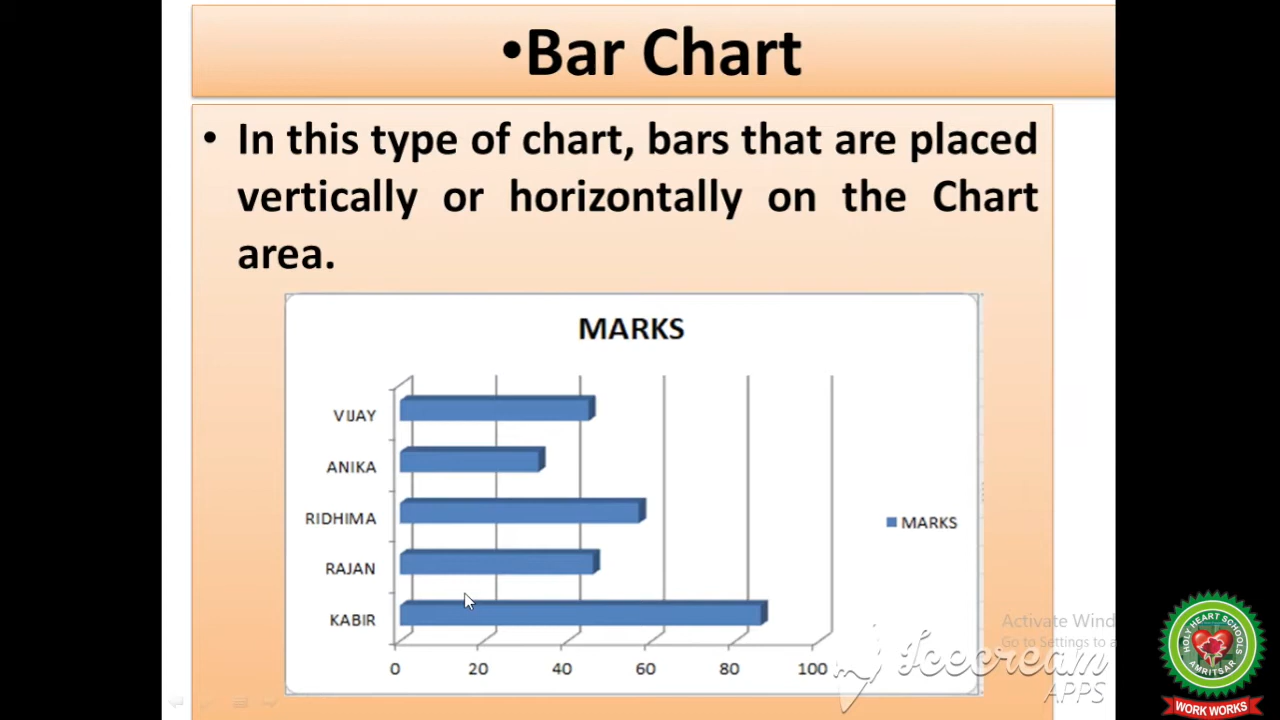 •Bar Chart
• In this type of chart, bars that are placed
vertically or horizontally on the Chart
area.
MARKS
VIJAY
ANIKA
RIDHIMA
RAJAN
KABIR
MARKS
0 20 40 60 80 100
Activate Wind
Go to Settings to a
Icecream
APPS
HOLY HEART SCHOOLS
AMRITSAR
WORK WORKS